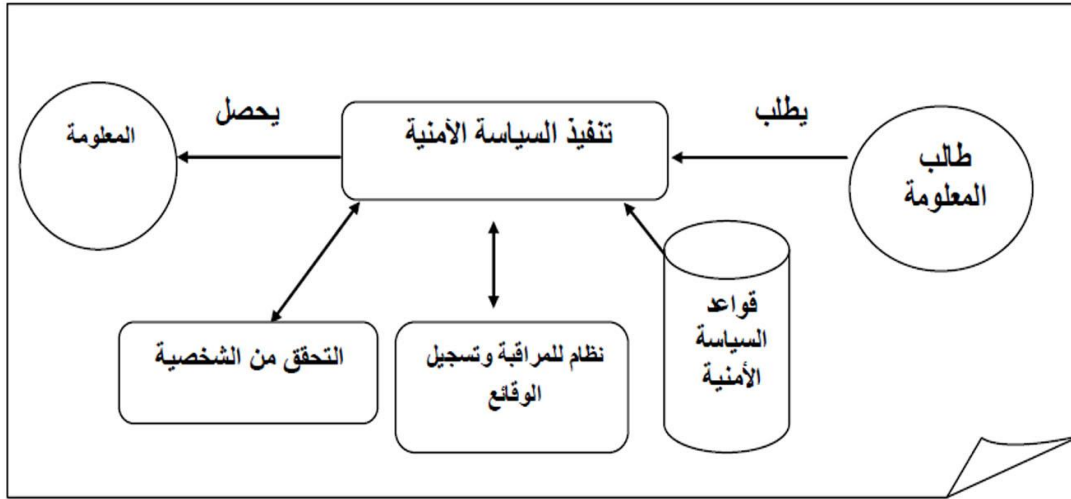 يطلب
يحصل
طالب
المعلومة
تنفيذ السياسة الأمنية
المعلومة
قواعد
السياسة
الأمنية
نظام للمراقبة وتسجيل
الوقائع
التحقق من الشخصية